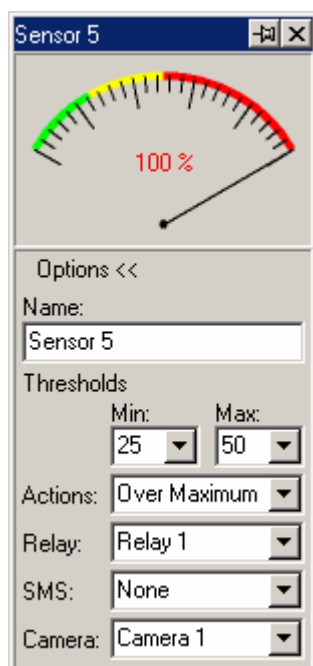 Sensor 5
100 %
Options <<
Name:
Sensor 5
Thresholds
Min: Max:
25 50
Actions: Over Maximum
Relay: Relay 1
SMS: None
Camera: Camera 1